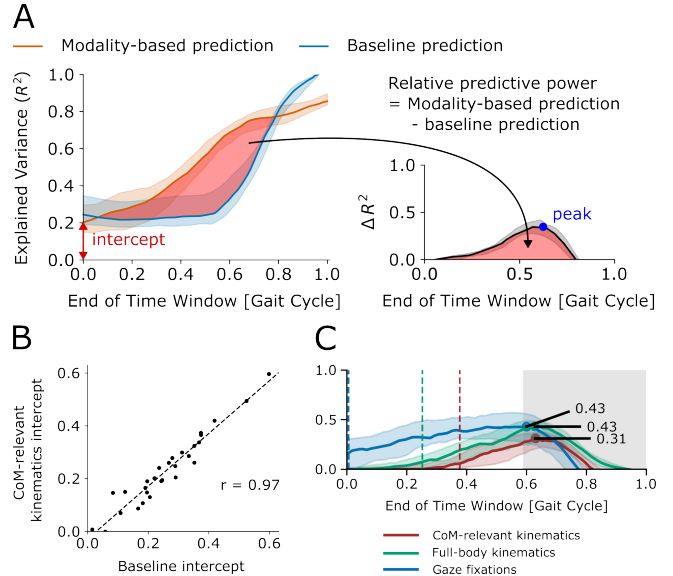 A
Modality-based prediction
Baseline prediction
Explained Variance (R²)
1.0
0.8
0.6
0.4
0.2
0.0
intercept
0.0 0.2 0.4 0.6 0.8 1.0
End of Time Window [Gait Cycle]
Relative predictive power
= Modality-based prediction
- baseline prediction
Δ R²
1.0
0.5
0.0
peak
0.5
1.0
End of Time Window [Gait Cycle]
B
CoM-relevant
kinematics intercept
0.6
0.4
0.2
0.0
r = 0.97
0.0 0.2 0.4 0.6
Baseline intercept
C
1.0
0.5
0.0
0.43
0.43
0.31
0.0 0.2 0.4 0.6 0.8 1.0
End of Time Window [Gait Cycle]
CoM-relevant kinematics
Full-body kinematics
Gaze fixations